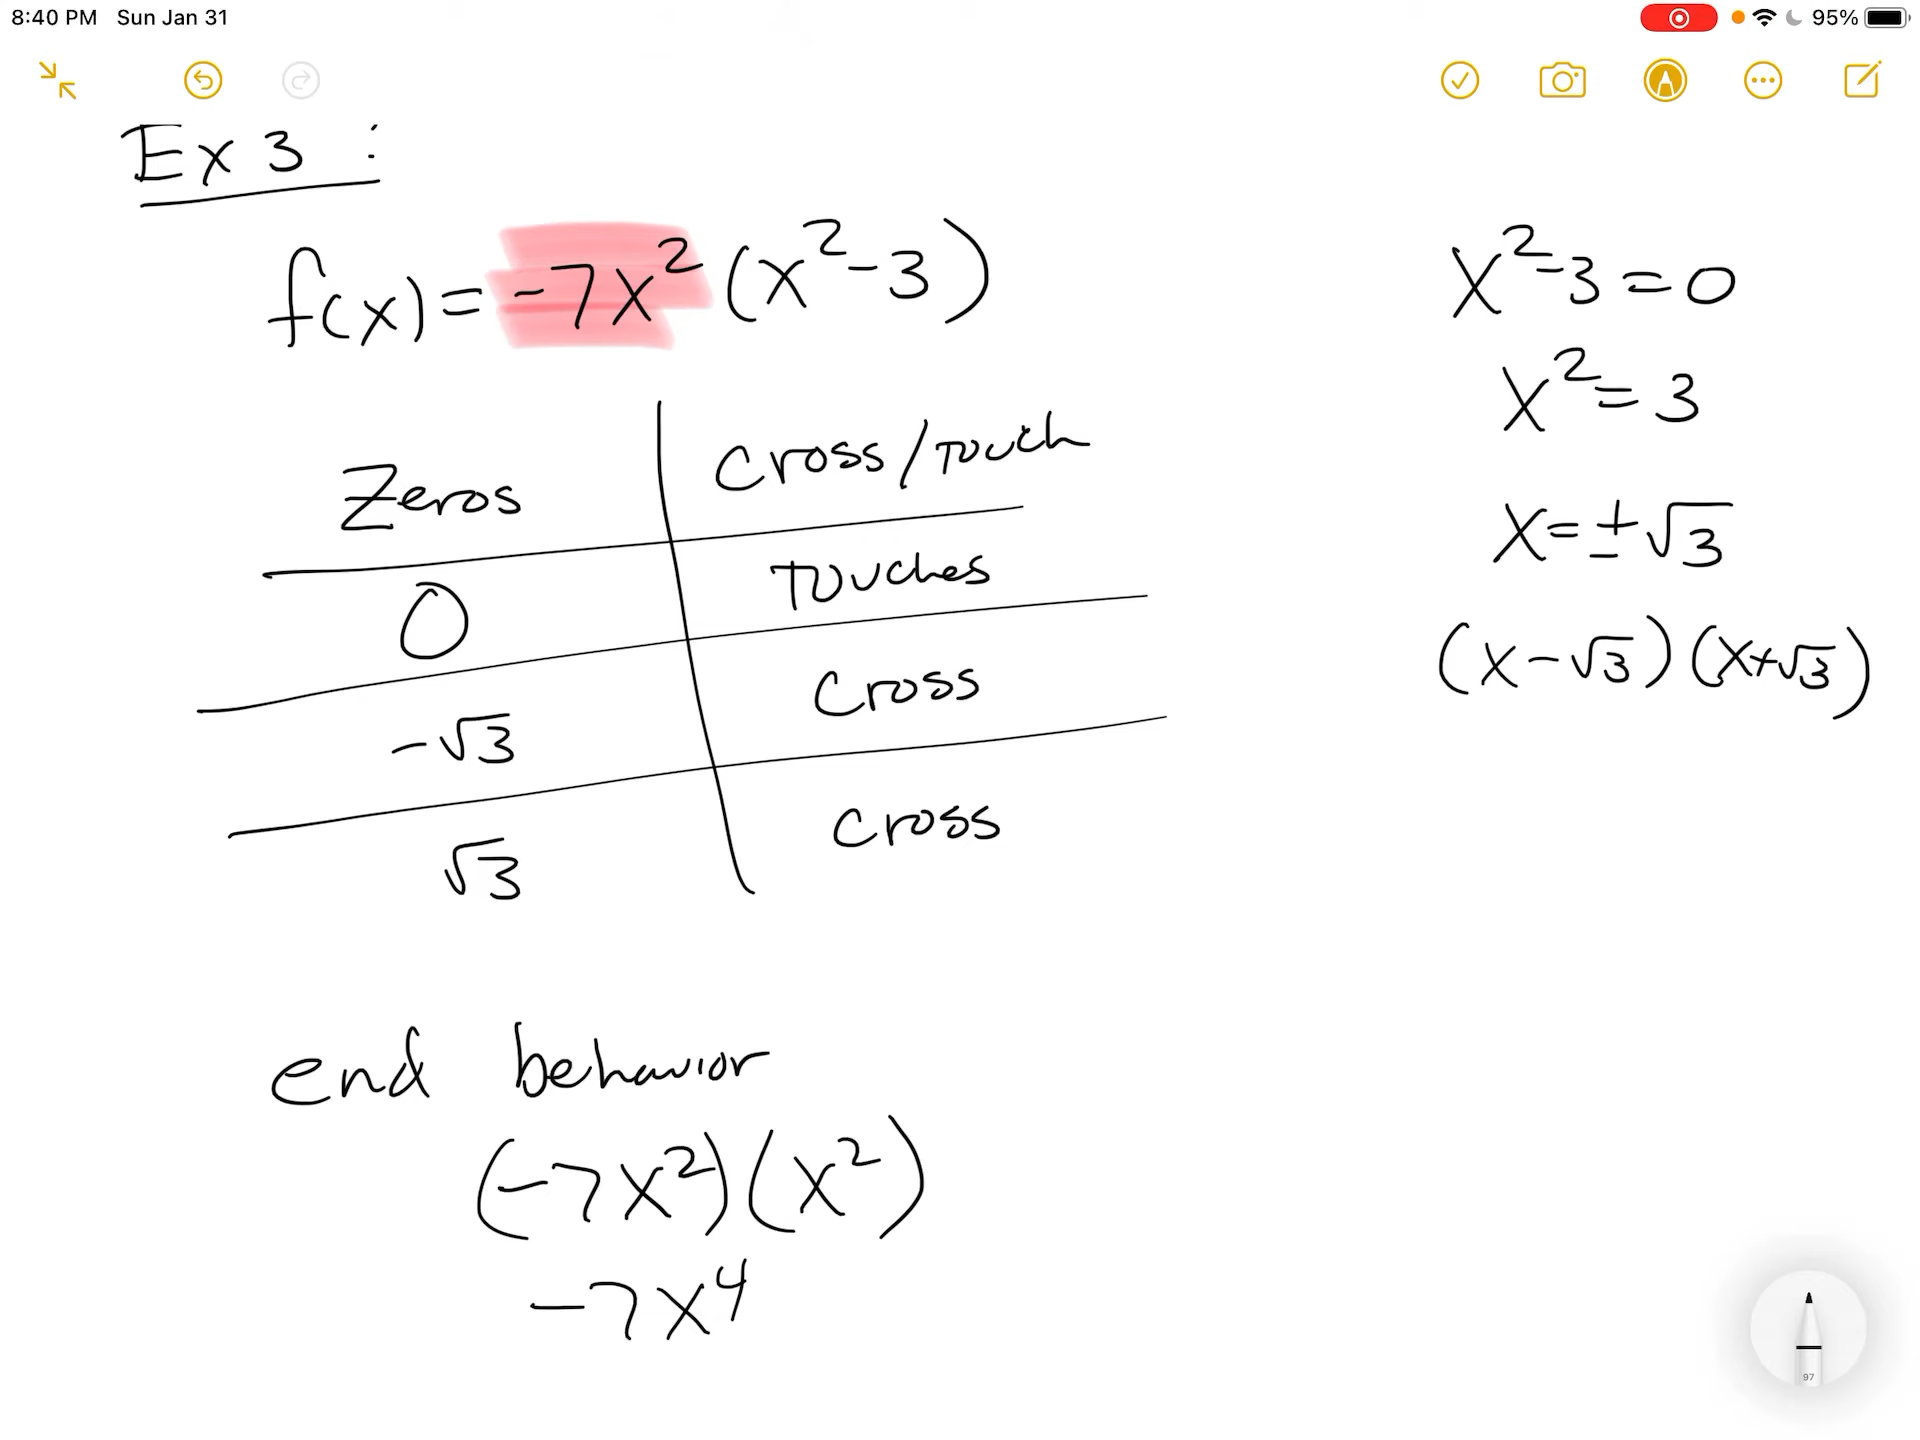 8:40 PM Sun Jan 31 95%
Ex 3 :
f(x) = -7x² (x²-3)
Zeros | Cross/Touch
0 | Touches
-√3 | Cross
√3 | Cross
end behavior
(-7x²)(x²)
-7x⁴
x²-3=0
x²=3
x=±√3
(x-√3)(x+√3)
97